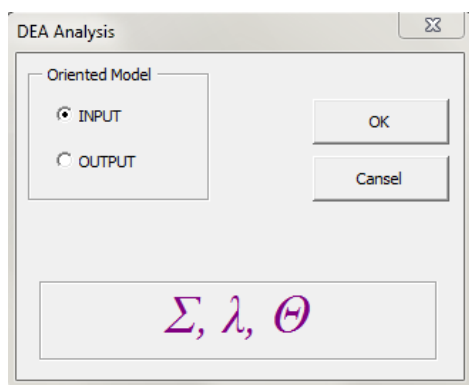 DEA Analysis
Oriented Model
INPUT
OK
OUTPUT
Cansel
Σ, λ, Θ